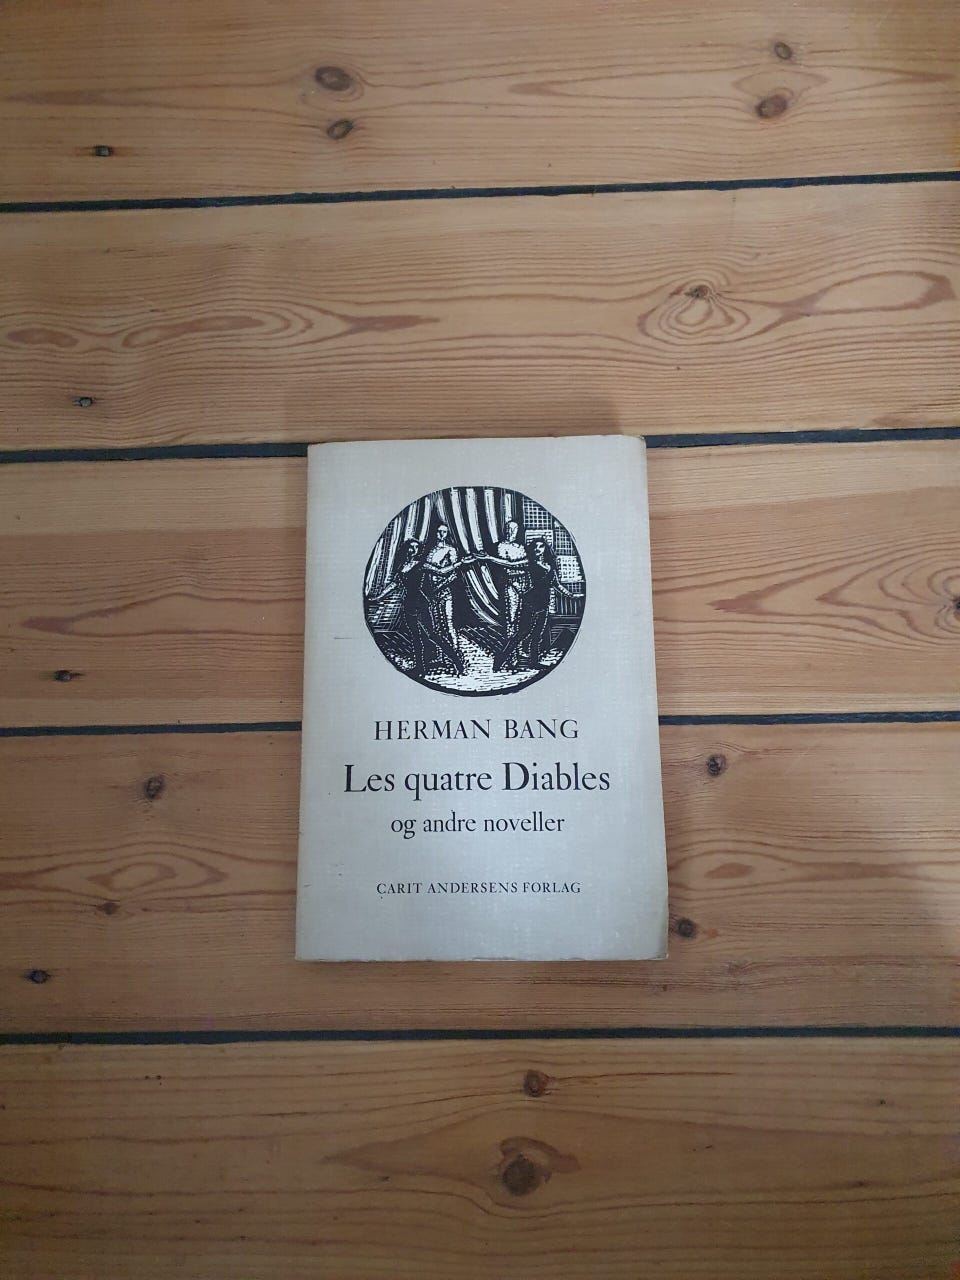 HERMAN BANG
Les quatre Diables
og andre noveller
CARIT ANDERSENS FORLAG